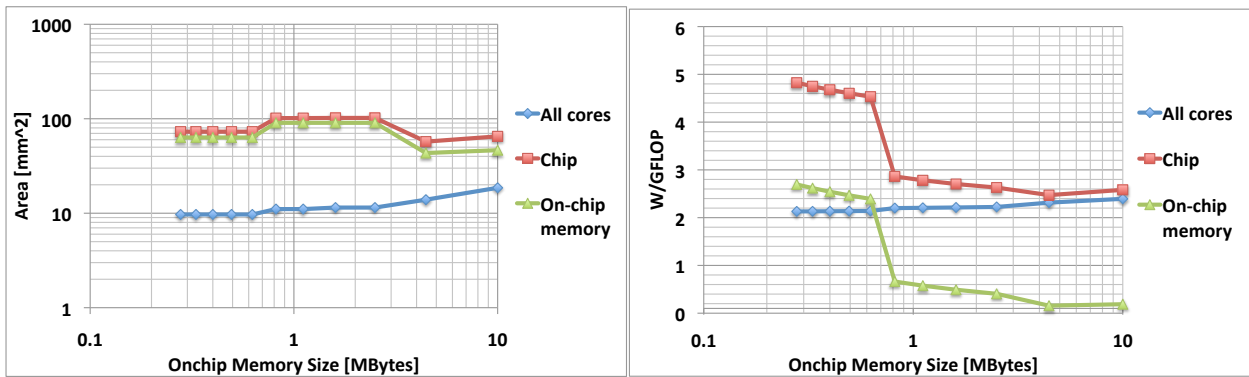 1000
100
10
1
Area [mm^2]
0.1
1
10
Onchip Memory Size [MBytes]
All cores
Chip
On-chip
memory
6
5
4
3
2
1
0
W/GFLOP
0.1
1
10
Onchip Memory Size [MBytes]
All cores
Chip
On-chip
memory